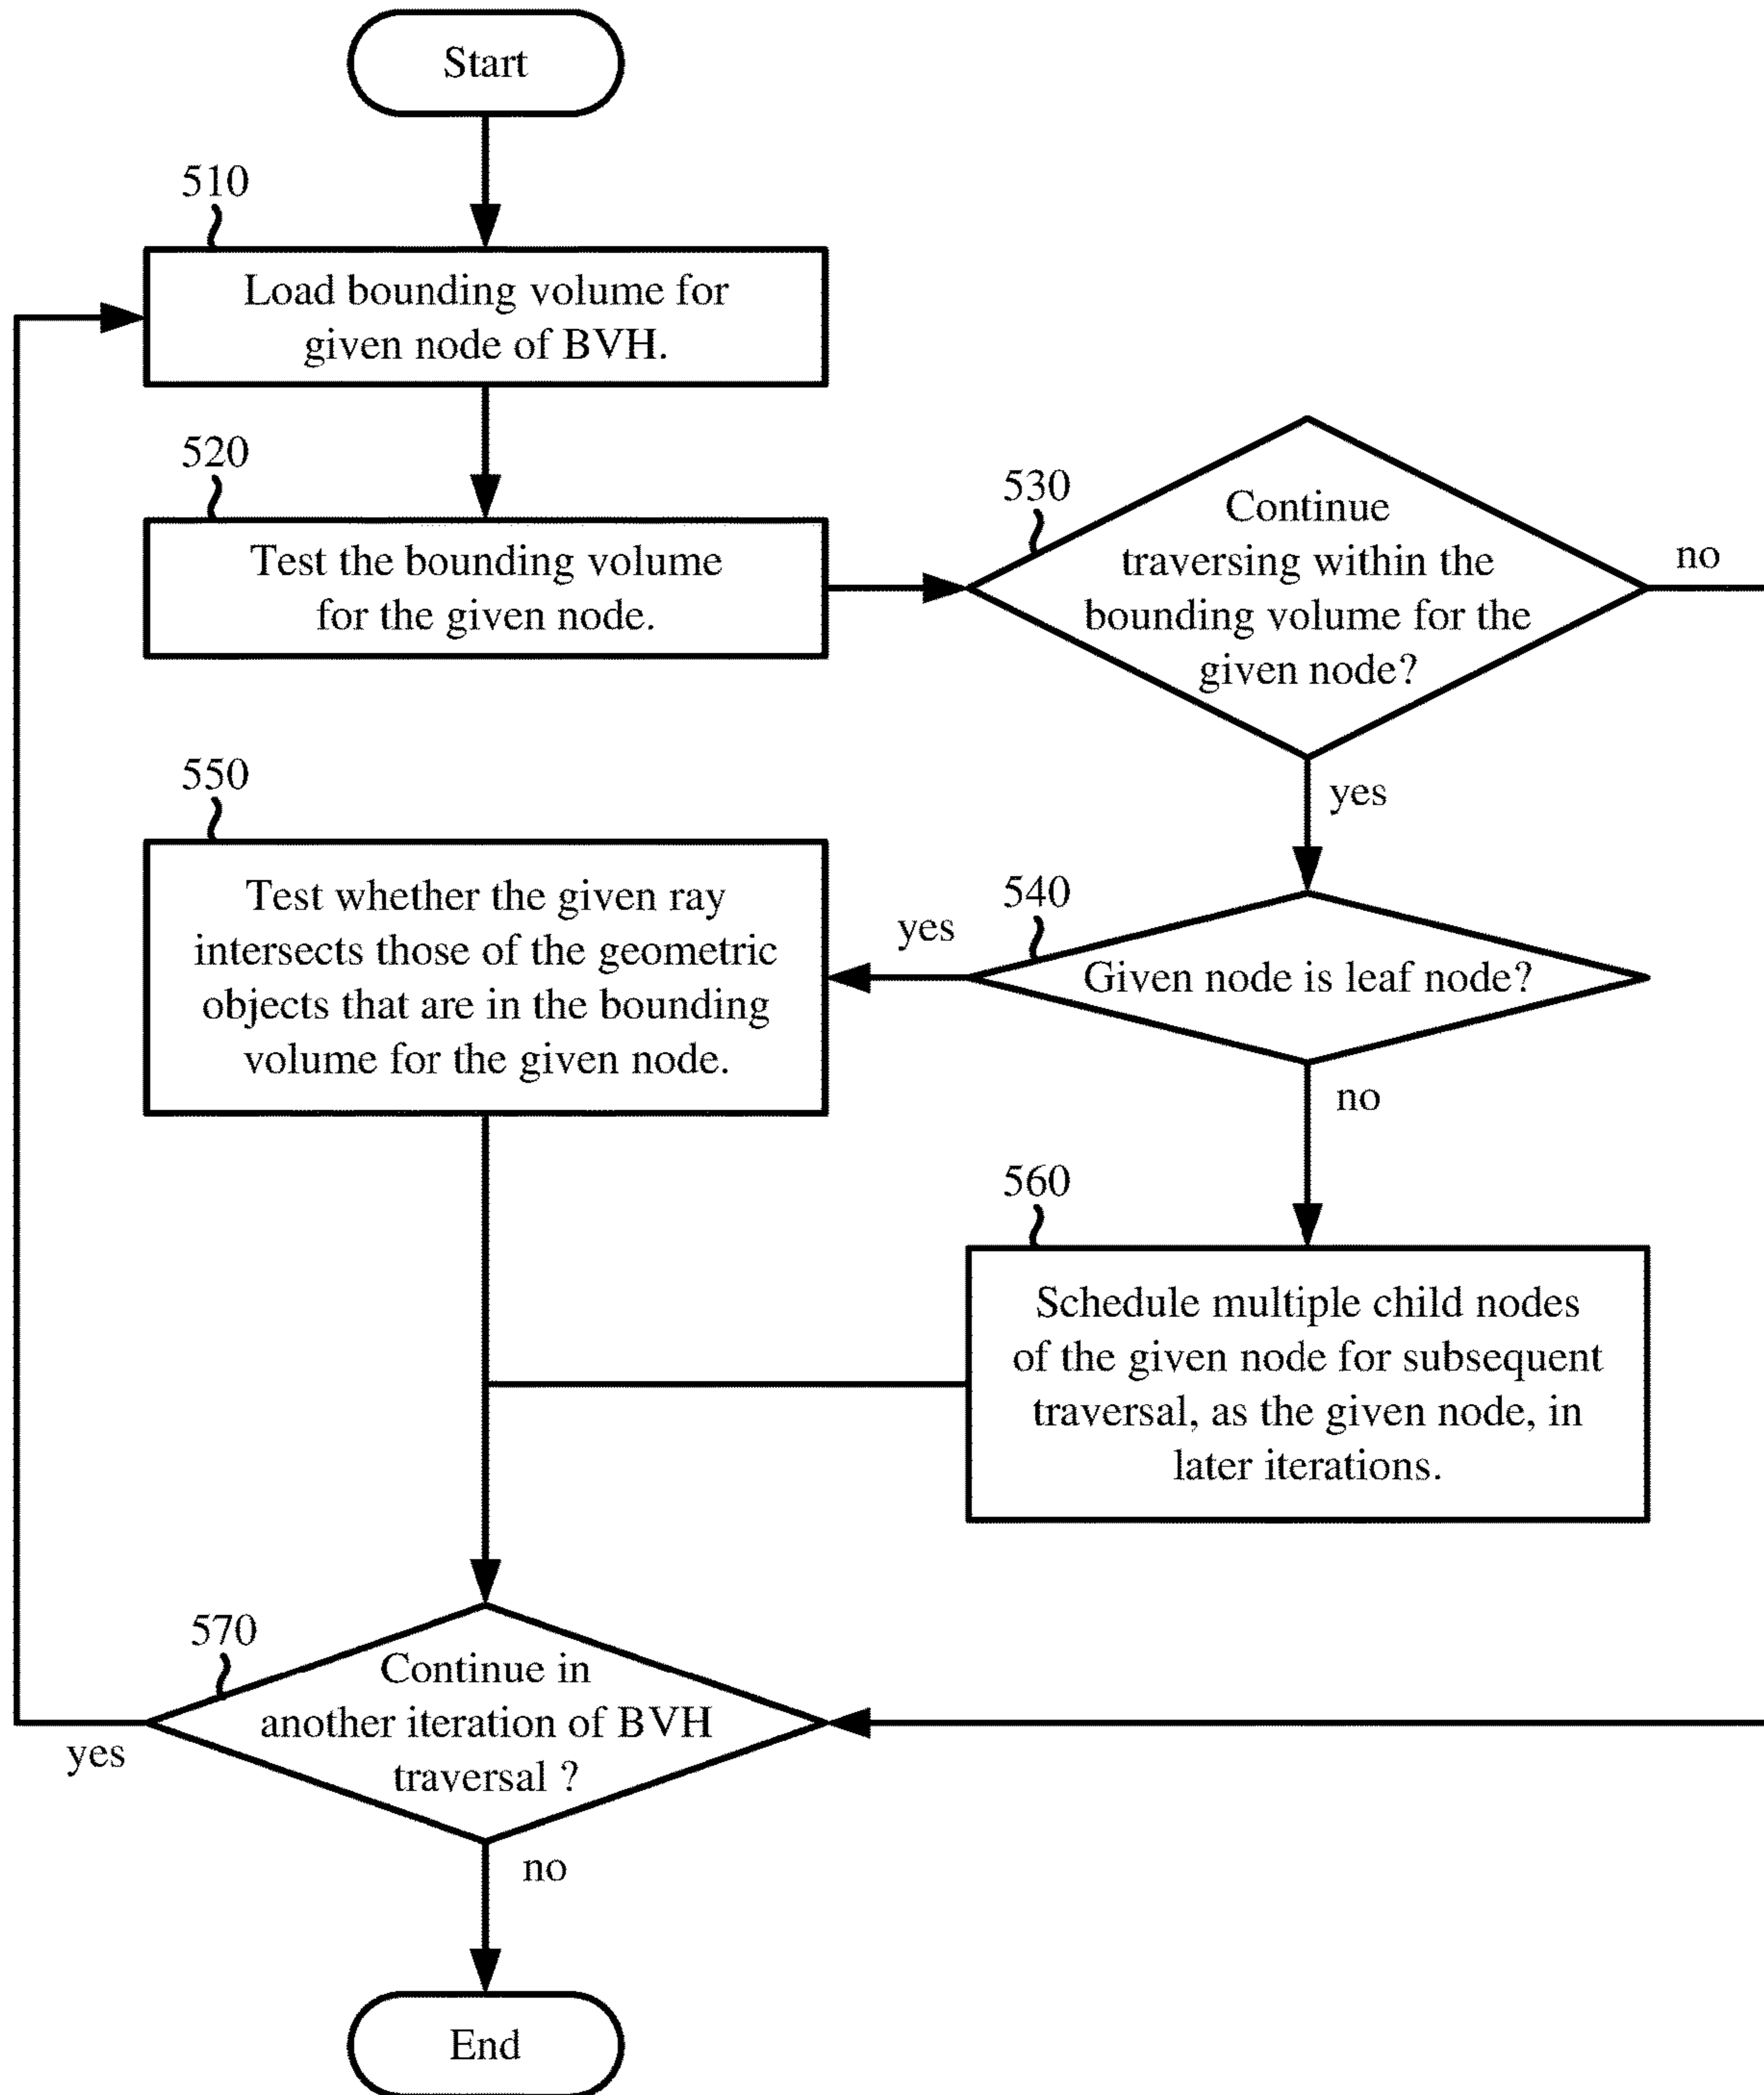 Start
510
Load bounding volume for
given node of BVH.
520
Test the bounding volume
for the given node.
530
Continue
traversing within the
bounding volume for the
given node?
no
yes
540
Given node is leaf node?
yes
no
550
Test whether the given ray
intersects those of the geometric
objects that are in the bounding
volume for the given node.
560
Schedule multiple child nodes
of the given node for subsequent
traversal, as the given node, in
later iterations.
570
Continue in
another iteration of BVH
traversal ?
yes
no
End